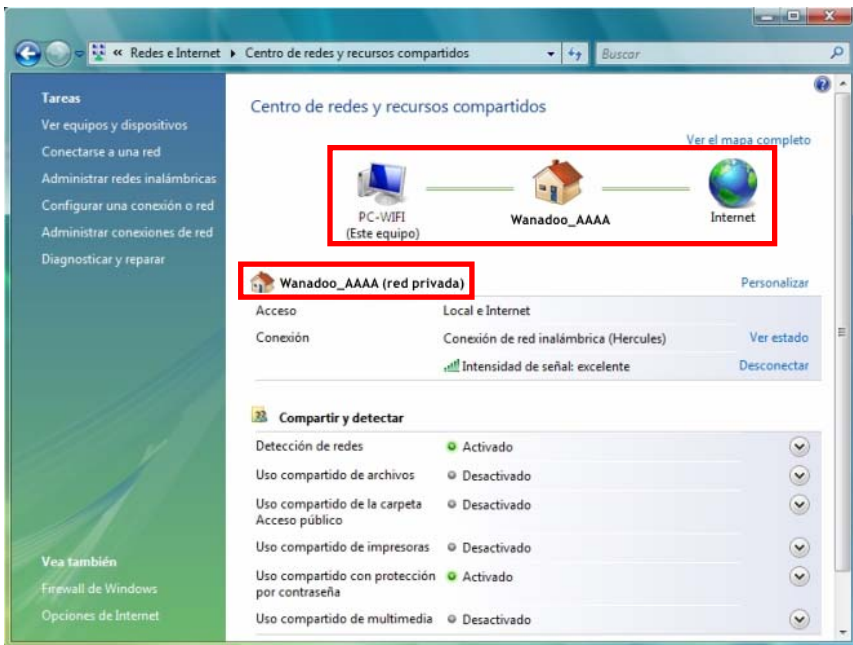 « Redes e Internet ▸ Centro de redes y recursos compartidos
Buscar
Tareas
Ver equipos y dispositivos
Conectarse a una red
Administrar redes inalámbricas
Configurar una conexión o red
Administrar conexiones de red
Diagnosticar y reparar
Vea también
Firewall de Windows
Opciones de Internet
Centro de redes y recursos compartidos
Ver el mapa completo
PC-WIFI
(Este equipo)
Wanadoo_AAAA
Internet
Wanadoo_AAAA (red privada)
Personalizar
Acceso Local e Internet
Conexión Conexión de red inalámbrica (Hercules) Ver estado
Intensidad de señal: excelente Desconectar
Compartir y detectar
Detección de redes Activado
Uso compartido de archivos Desactivado
Uso compartido de la carpeta Desactivado
Acceso público
Uso compartido de impresoras Desactivado
Uso compartido con protección Activado
por contraseña
Uso compartido de multimedia Desactivado